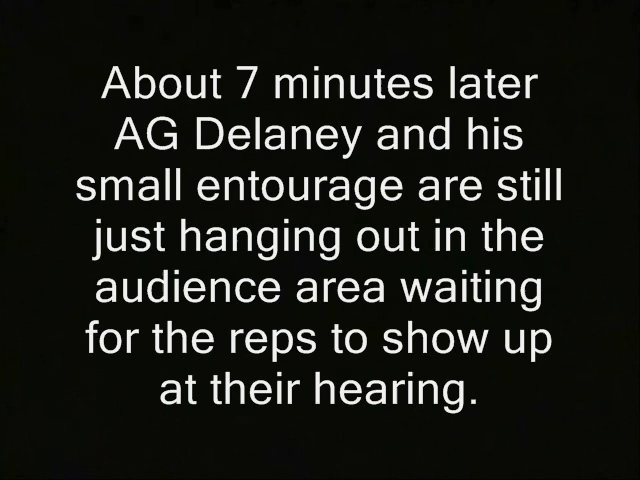 About 7 minutes later
AG Delaney and his
small entourage are still
just hanging out in the
audience area waiting
for the reps to show up
at their hearing.